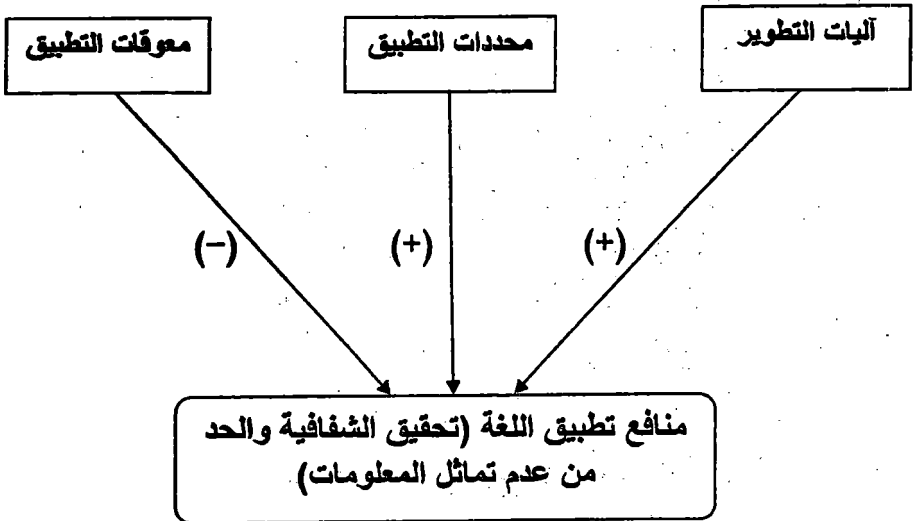 آليات التطوير
محددات التطبيق
معوقات التطبيق
(+)
(+)
(–)
منافع تطبيق اللغة (تحقيق الشفافية والحد
من عدم تماثل المعلومات)